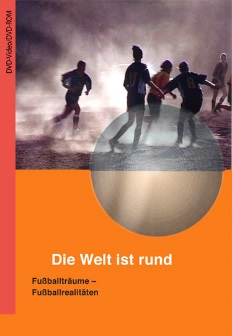 DVD-Video/DVD-ROM
Die Welt ist rund
Fußballträume –
Fußballrealitäten